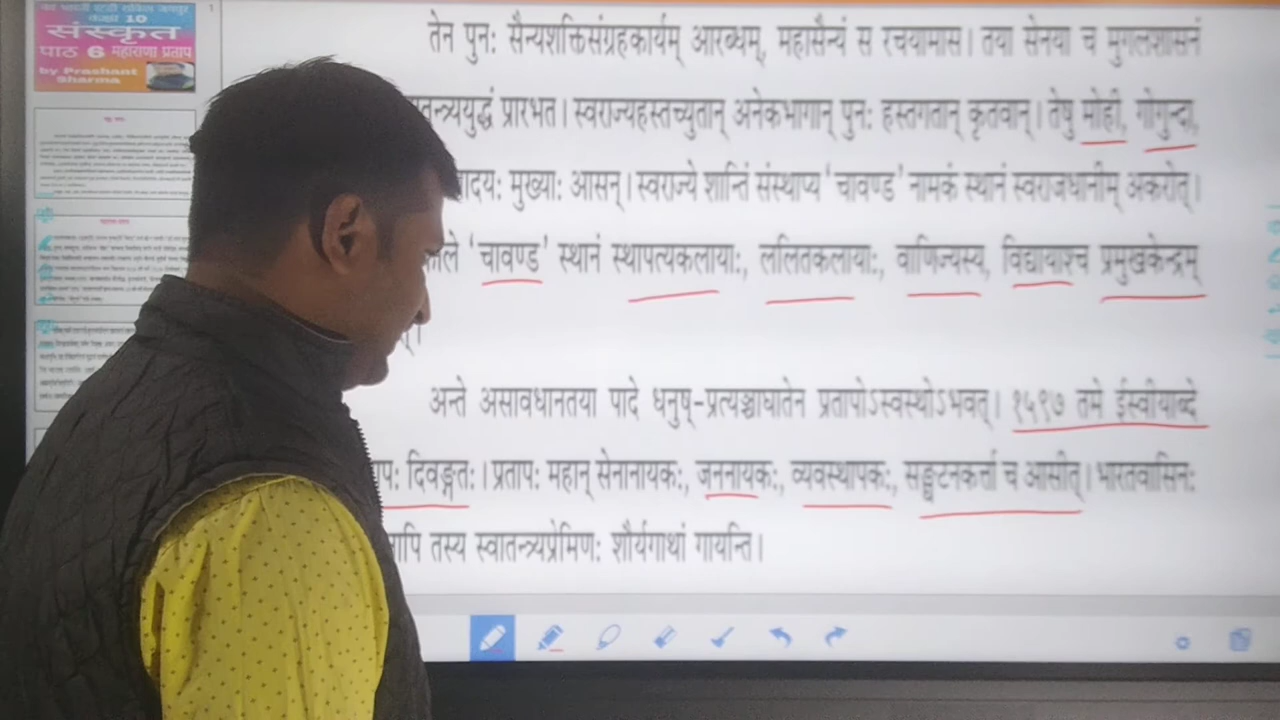 कक्षा 10
संस्कृत
पाठ 6 महाराणा प्रताप
by Prashant
Sharma
1
तेन पुनः सैन्यशक्तिसंग्रहकार्यम् आरब्धम्, महासैन्यं स रचयामास। तया सेनया च मुगलशासनं
तन्त्र्ययुद्धं प्रारभत। स्वराज्यहस्तच्युतान् अनेकभागान् पुनः हस्तगतान् कृतवान्। तेषु मोही, गोगुन्दा,
ादयः मुख्याः आसन्। स्वराज्ये शान्तिं संस्थाप्य 'चावण्ड' नामकं स्थानं स्वराजधानीम् अकरोत्।
'चावण्ड' स्थानं स्थापत्यकलायाः, ललितकलायाः, वाणिज्यस्य, विद्यायाश्च प्रमुखकेन्द्रम्
त्।
अन्ते असावधानतया पादे धनुष्-प्रत्यञ्चाघातेन प्रतापोऽस्वस्थोऽभवत्। १५९७ तमे ईस्वीयाब्दे
पः दिवङ्गतः। प्रतापः महान् सेनानायकः, जननायकः, व्यवस्थापकः, सङ्घटनकर्त्ता च आसीत्। भारतवासिनः
ापि तस्य स्वातन्त्र्यप्रेमिणः शौर्यगाथां गायन्ति।